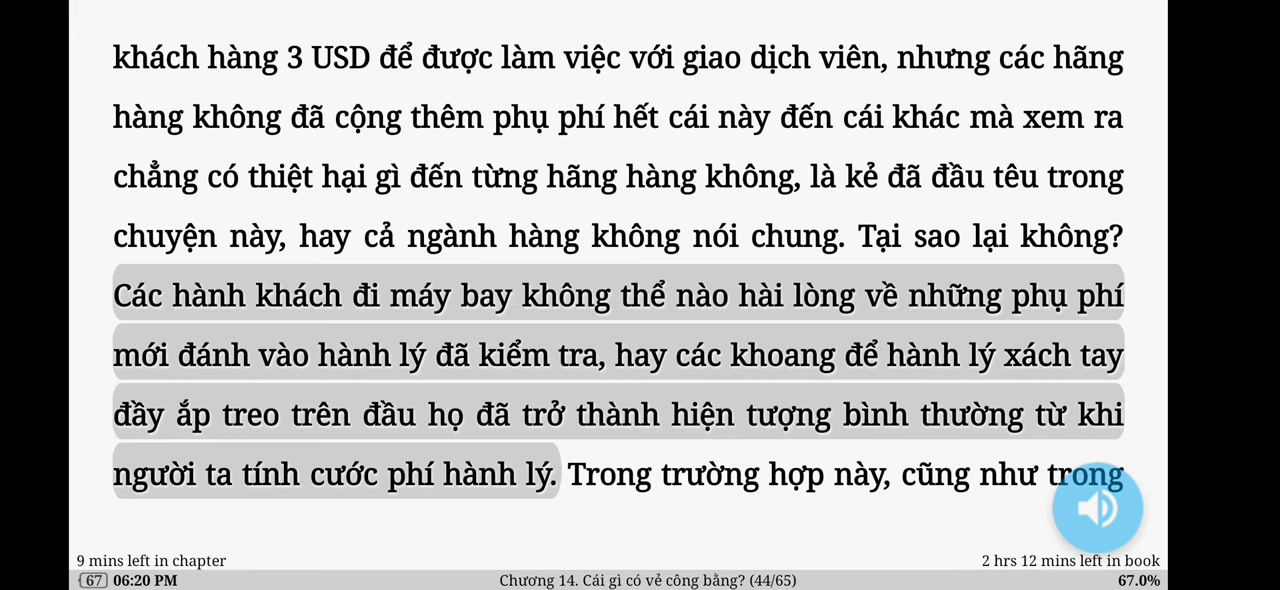 khách hàng 3 USD để được làm việc với giao dịch viên, nhưng các hãng
hàng không đã cộng thêm phụ phí hết cái này đến cái khác mà xem ra
chẳng có thiệt hại gì đến từng hãng hàng không, là kẻ đã đầu têu trong
chuyện này, hay cả ngành hàng không nói chung. Tại sao lại không?
Các hành khách đi máy bay không thể nào hài lòng về những phụ phí
mới đánh vào hành lý đã kiểm tra, hay các khoang để hành lý xách tay
đầy ắp treo trên đầu họ đã trở thành hiện tượng bình thường từ khi
người ta tính cước phí hành lý. Trong trường hợp này, cũng như trong
9 mins left in chapter
2 hrs 12 mins left in book
67 06:20 PM
Chương 14. Cái gì có vẻ công bằng? (44/65)
67.0%